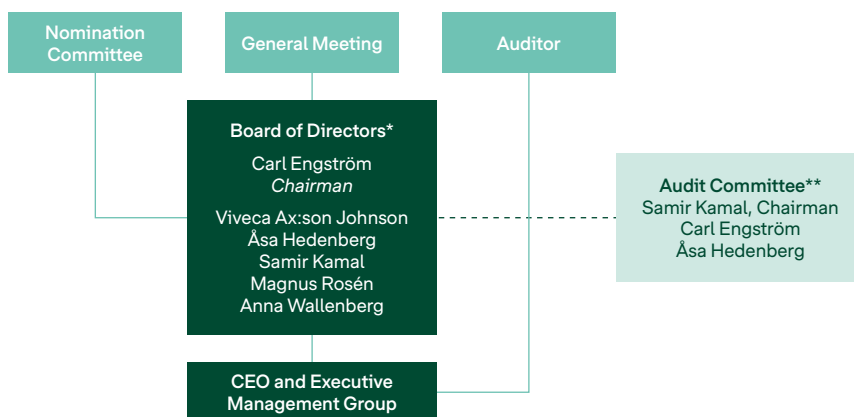 Nomination
Committee
General Meeting
Auditor
Board of Directors*
Carl Engström
Chairman
Viveca Ax:son Johnson
Åsa Hedenberg
Samir Kamal
Magnus Rosén
Anna Wallenberg
Audit Committee**
Samir Kamal, Chairman
Carl Engström
Åsa Hedenberg
CEO and Executive
Management Group